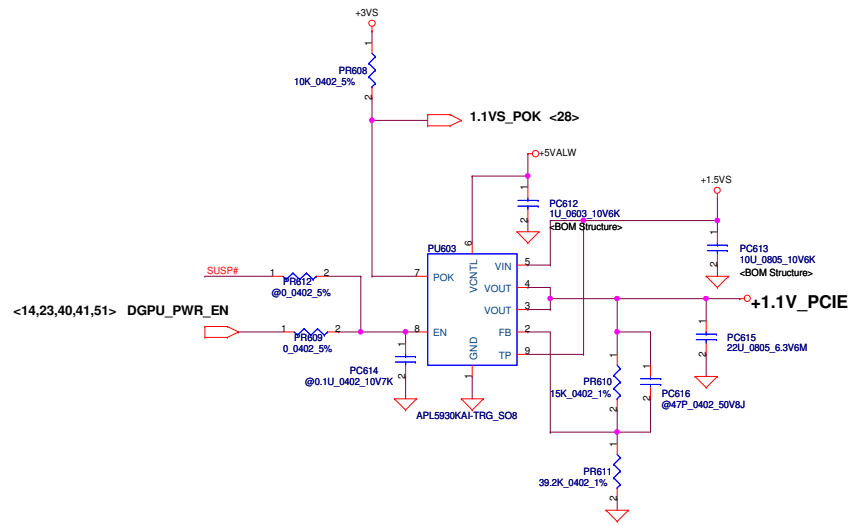 +3VS
1
PR608
10K_0402_5%
2
1.1VS_POK <28>
+5VALW
1
PC612
1U_0603_10V6K
2
<BOM Structure>
+1.5VS
1
PC613
10U_0805_10V6K
2
<BOM Structure>
PU603
6
VCNTL
7 POK
VIN 5
VOUT 4
VOUT 3
8 EN
FB 2
GND
TP 9
1
APL5930KAI-TRG_SO8
SUSP#
1 2
PR612
@0_0402_5%
<14,23,40,41,51> DGPU_PWR_EN
1 2
PR609
0_0402_5%
1
PC614
2
@0.1U_0402_10V7K
+1.1V_PCIE
1
PC615
22U_0805_6.3V6M
2
1
PR610
15K_0402_1%
2
1
PC616
@47P_0402_50V8J
2
1
PR611
39.2K_0402_1%
2